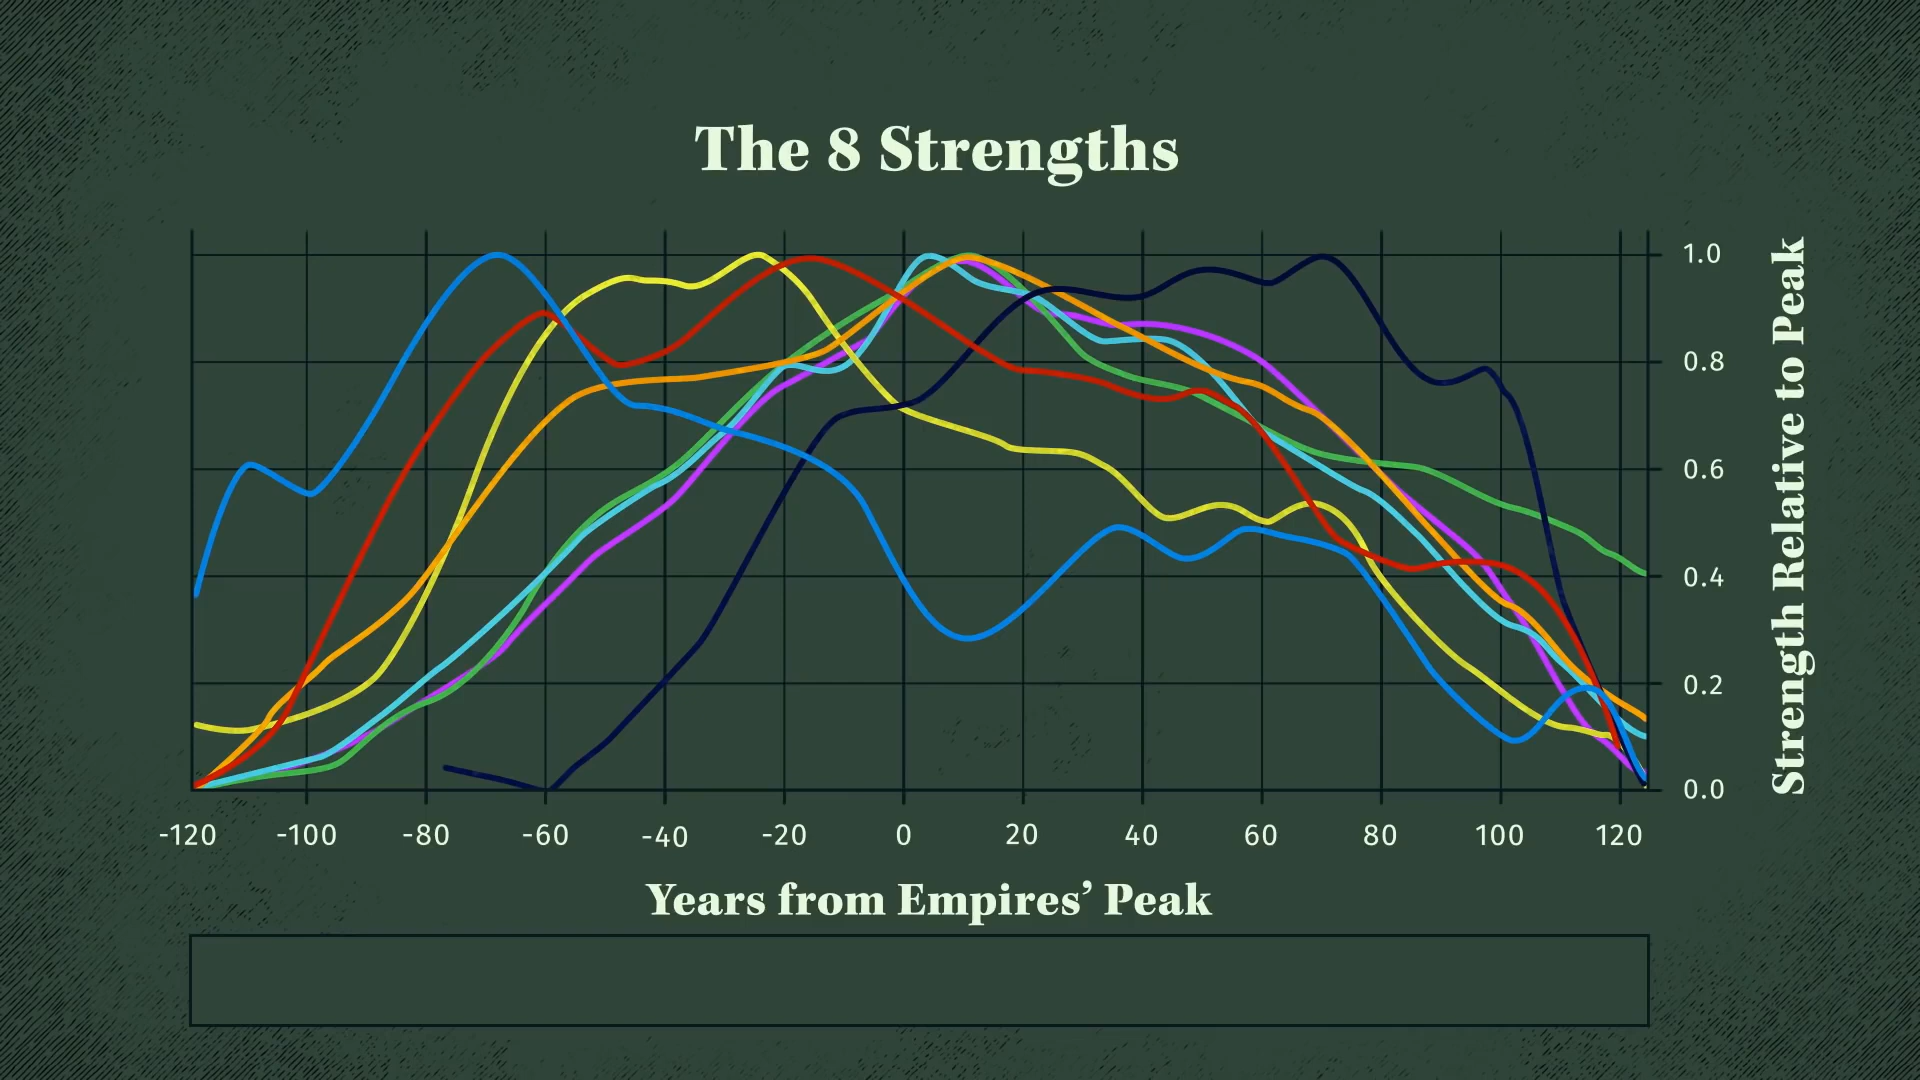 The 8 Strengths
1.0
0.8
0.6
0.4
0.2
0.0
Strength Relative to Peak
-120 -100 -80 -60 -40 -20 0 20 40 60 80 100 120
Years from Empires’ Peak